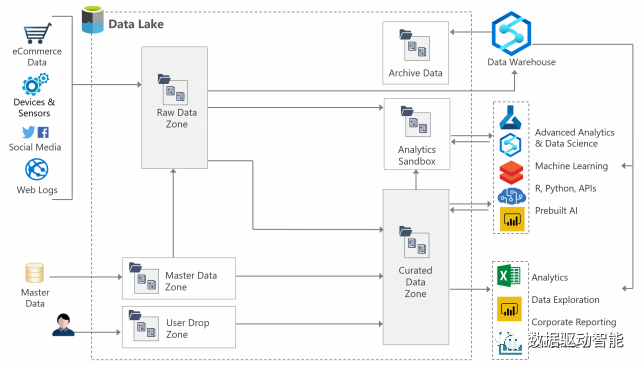 eCommerce
Data
Devices &
Sensors
Social Media
Web Logs
Master
Data
Data Lake
Raw Data
Zone
Master Data
Zone
User Drop
Zone
Archive Data
Analytics
Sandbox
Curated
Data
Zone
Data Warehouse
Advanced Analytics
& Data Science
Machine Learning
R, Python, APIs
Prebuilt AI
Analytics
Data Exploration
Corporate Reporting
数据驱动智能